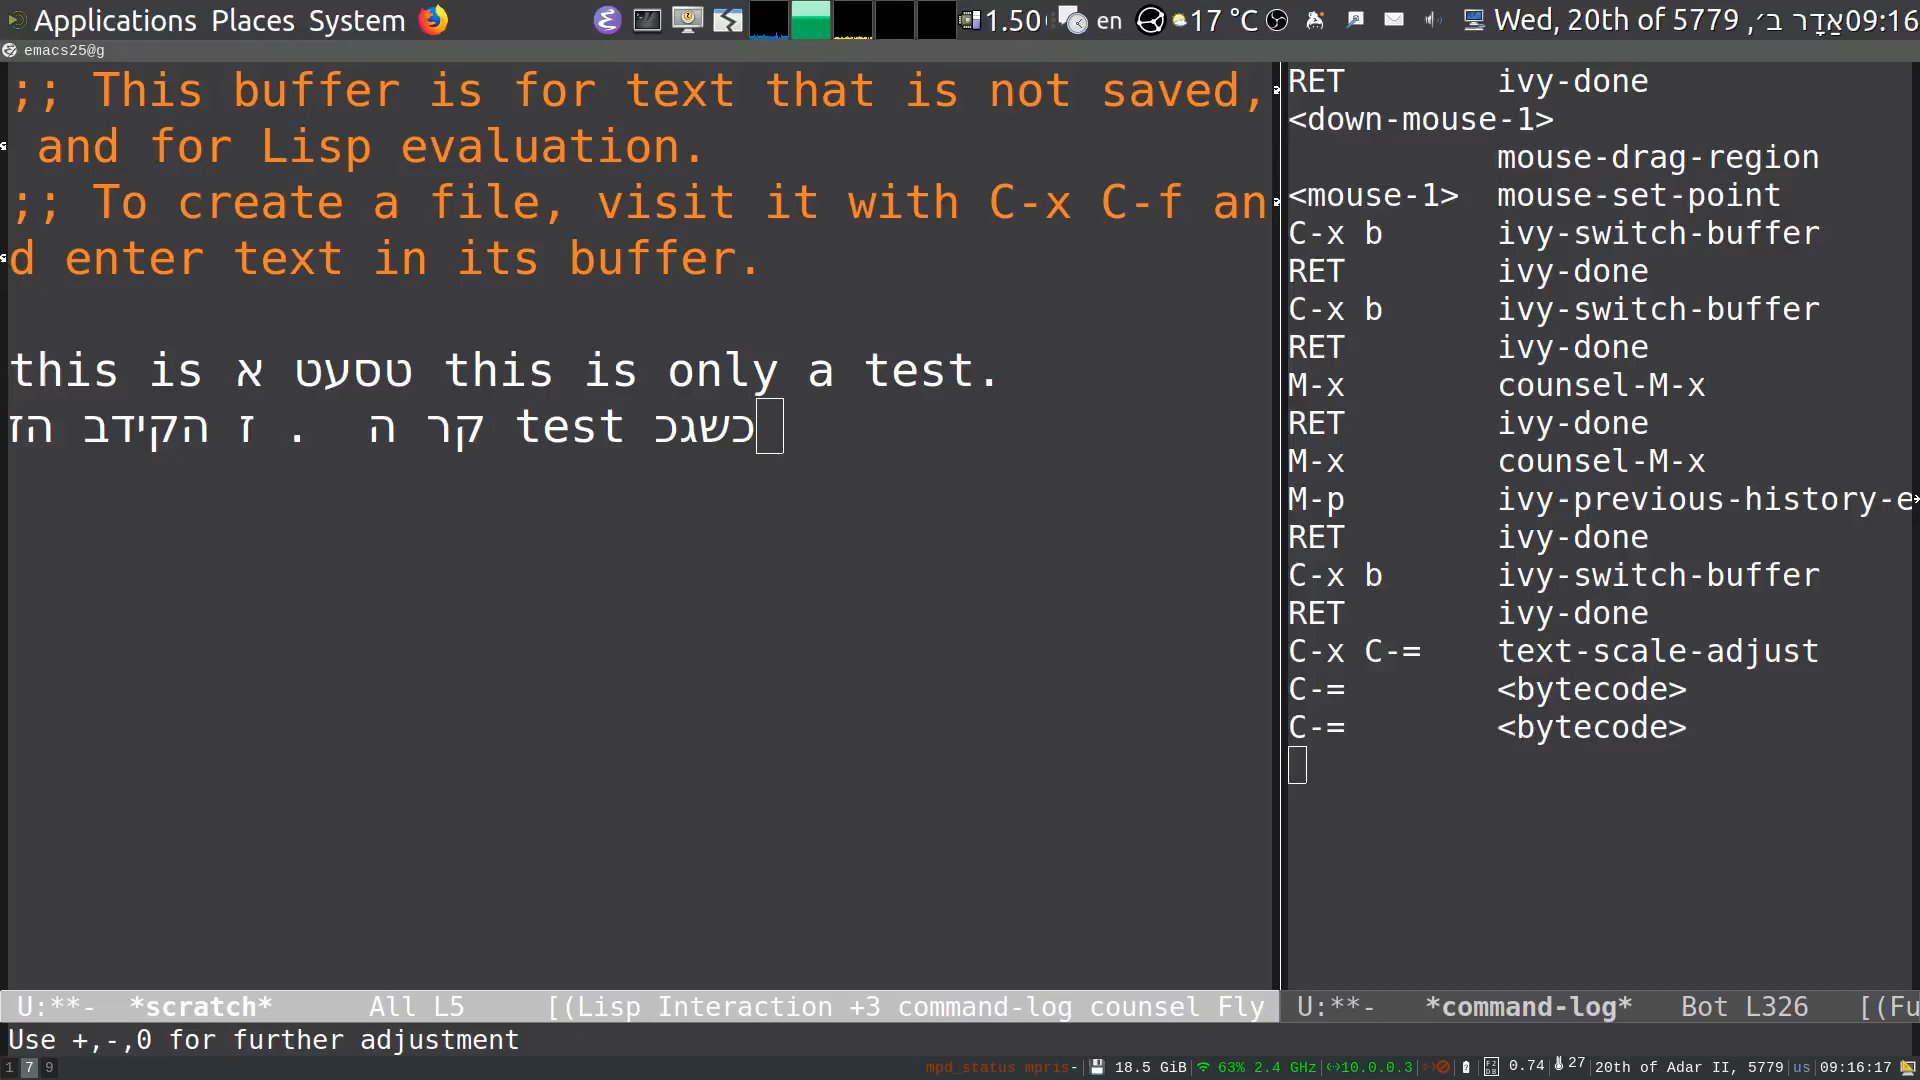 Applications Places System
1.50 en 17 °C Wed, 20th of 5779 ,אַדָר ב׳ 09:16
emacs25@g
;; This buffer is for text that is not saved,
and for Lisp evaluation.
;; To create a file, visit it with C-x C-f an
d enter text in its buffer.
this is א טסעט this is only a test.
הז הקידב ז . ה קר test כשגכ
U:**- *scratch* All L5 [(Lisp Interaction +3 command-log counsel Fly
RET ivy-done
<down-mouse-1>
mouse-drag-region
<mouse-1> mouse-set-point
C-x b ivy-switch-buffer
RET ivy-done
C-x b ivy-switch-buffer
RET ivy-done
M-x counsel-M-x
RET ivy-done
M-x counsel-M-x
M-p ivy-previous-history-e
RET ivy-done
C-x b ivy-switch-buffer
RET ivy-done
C-x C-= text-scale-adjust
C-= <bytecode>
C-= <bytecode>
U:**- *command-log* Bot L326 [(Fu
Use +,-,0 for further adjustment
1 7 9
mpd_status mpris- 18.5 GiB 63% 2.4 GHz 10.0.0.3 0.74 27 20th of Adar II, 5779 us 09:16:17